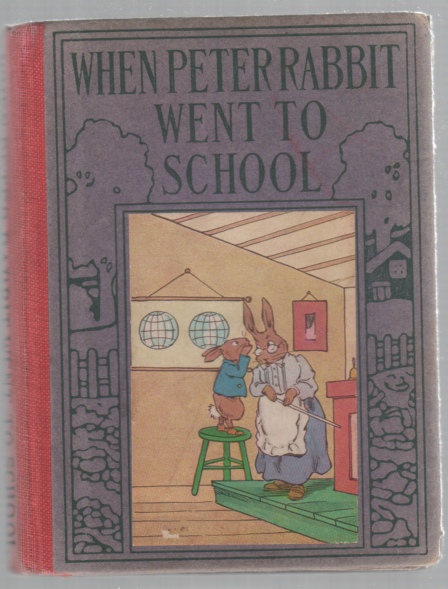 WHEN PETER RABBIT
WENT TO
SCHOOL